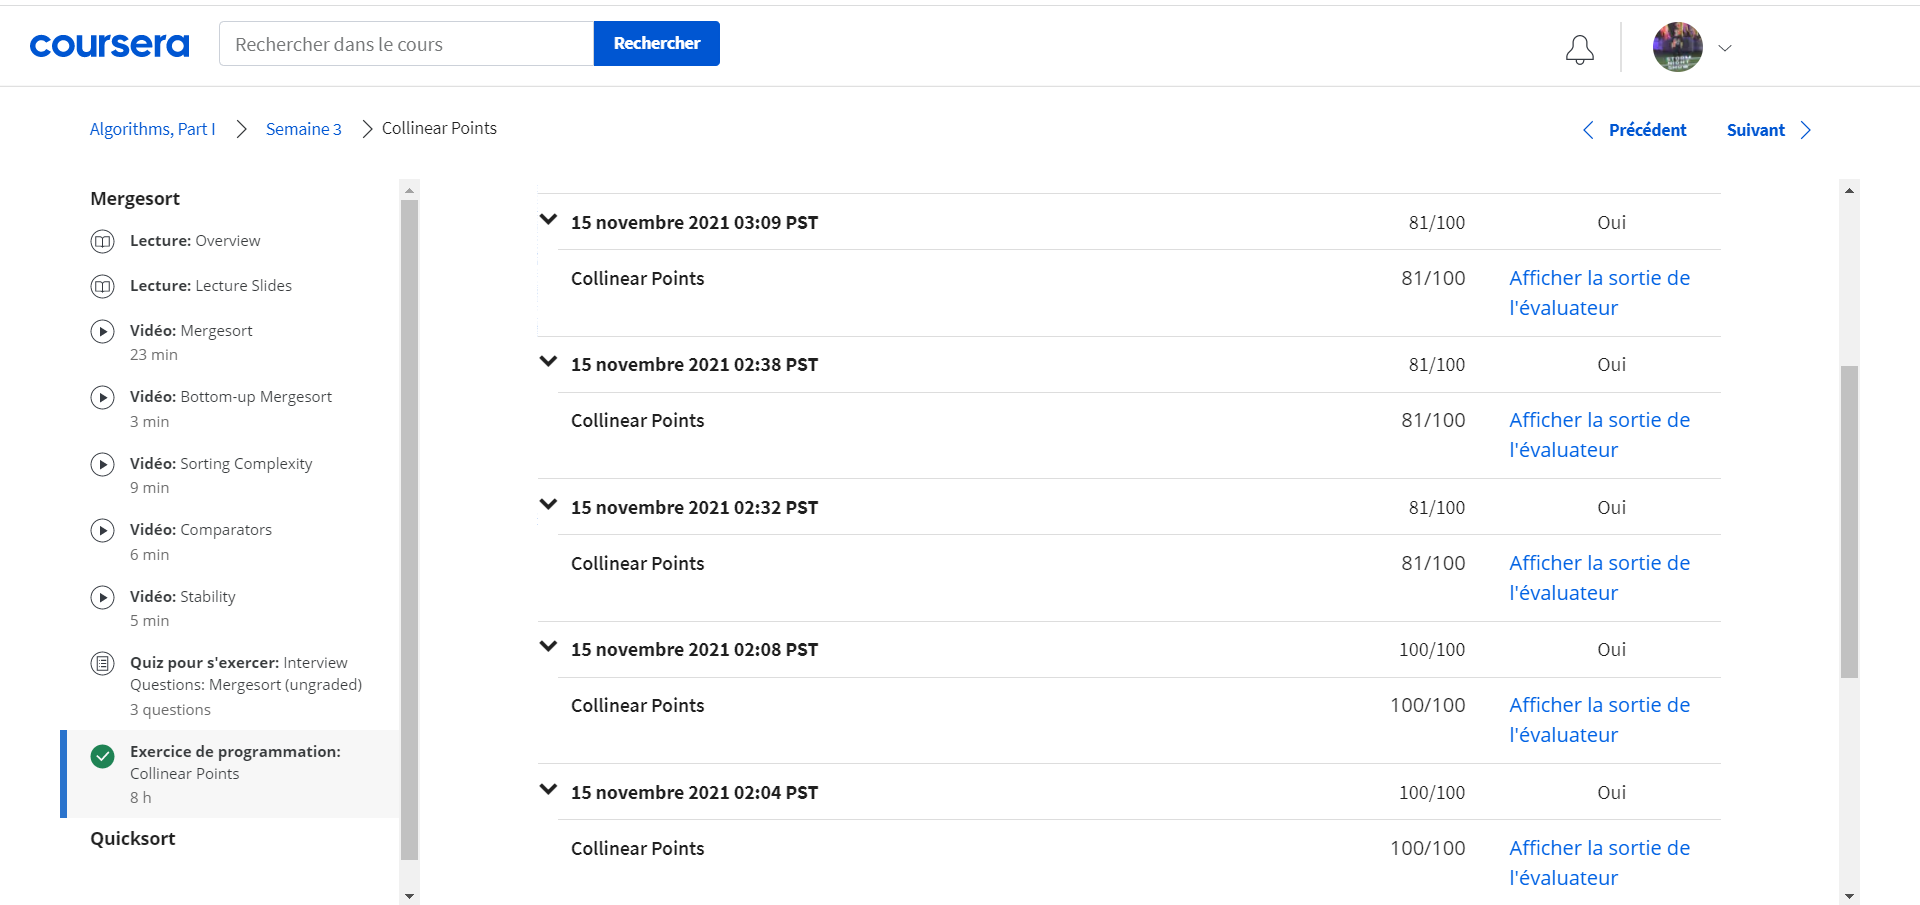 coursera
Rechercher dans le cours
Rechercher
Algorithms, Part I
Semaine 3
Collinear Points
Précédent
Suivant
Mergesort
Lecture: Overview
Lecture: Lecture Slides
Vidéo: Mergesort
23 min
Vidéo: Bottom-up Mergesort
3 min
Vidéo: Sorting Complexity
9 min
Vidéo: Comparators
6 min
Vidéo: Stability
5 min
Quiz pour s'exercer: Interview
Questions: Mergesort (ungraded)
3 questions
Exercice de programmation:
Collinear Points
8 h
Quicksort
15 novembre 2021 03:09 PST 81/100 Oui
Collinear Points 81/100 Afficher la sortie de
l'évaluateur
15 novembre 2021 02:38 PST 81/100 Oui
Collinear Points 81/100 Afficher la sortie de
l'évaluateur
15 novembre 2021 02:32 PST 81/100 Oui
Collinear Points 81/100 Afficher la sortie de
l'évaluateur
15 novembre 2021 02:08 PST 100/100 Oui
Collinear Points 100/100 Afficher la sortie de
l'évaluateur
15 novembre 2021 02:04 PST 100/100 Oui
Collinear Points 100/100 Afficher la sortie de
l'évaluateur